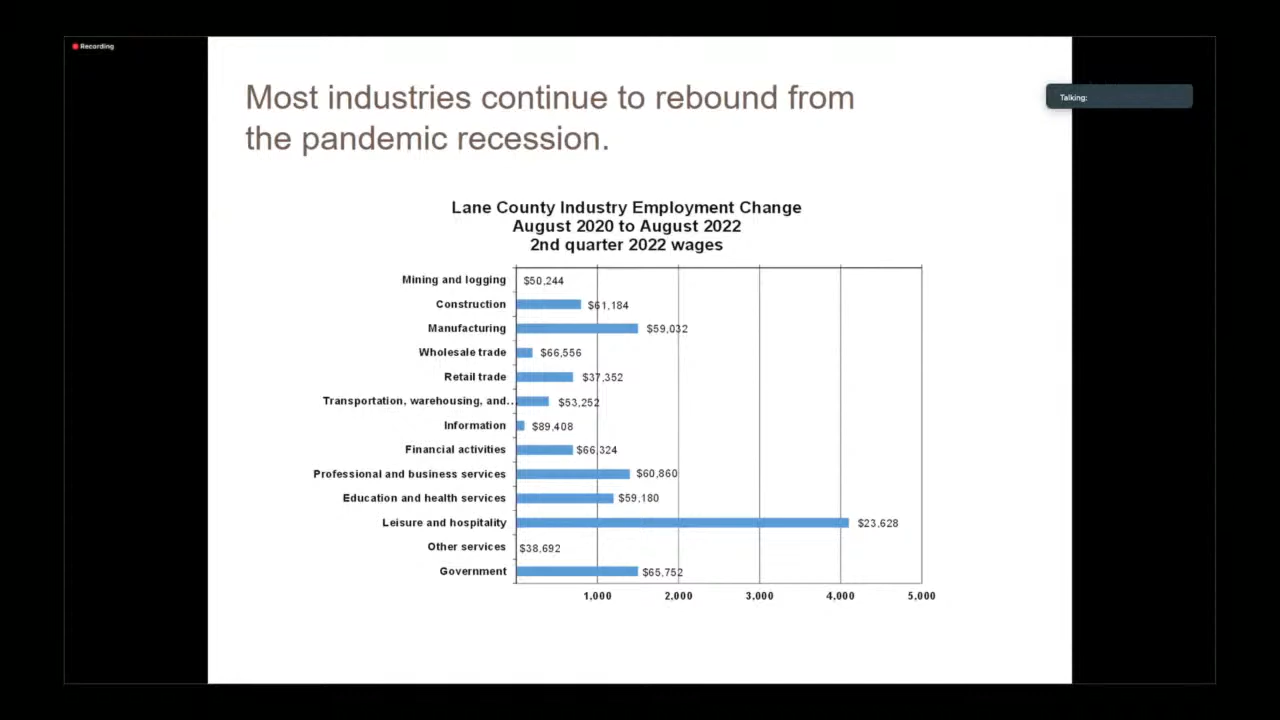 Recording
Most industries continue to rebound from
the pandemic recession.
Talking:
Lane County Industry Employment Change
August 2020 to August 2022
2nd quarter 2022 wages
Mining and logging $50,244
Construction $61,184
Manufacturing $59,032
Wholesale trade $66,556
Retail trade $37,352
Transportation, warehousing, and... $53,252
Information $89,408
Financial activities $66,324
Professional and business services $60,860
Education and health services $59,180
Leisure and hospitality $23,628
Other services $38,692
Government $65,752
1,000 2,000 3,000 4,000 5,000